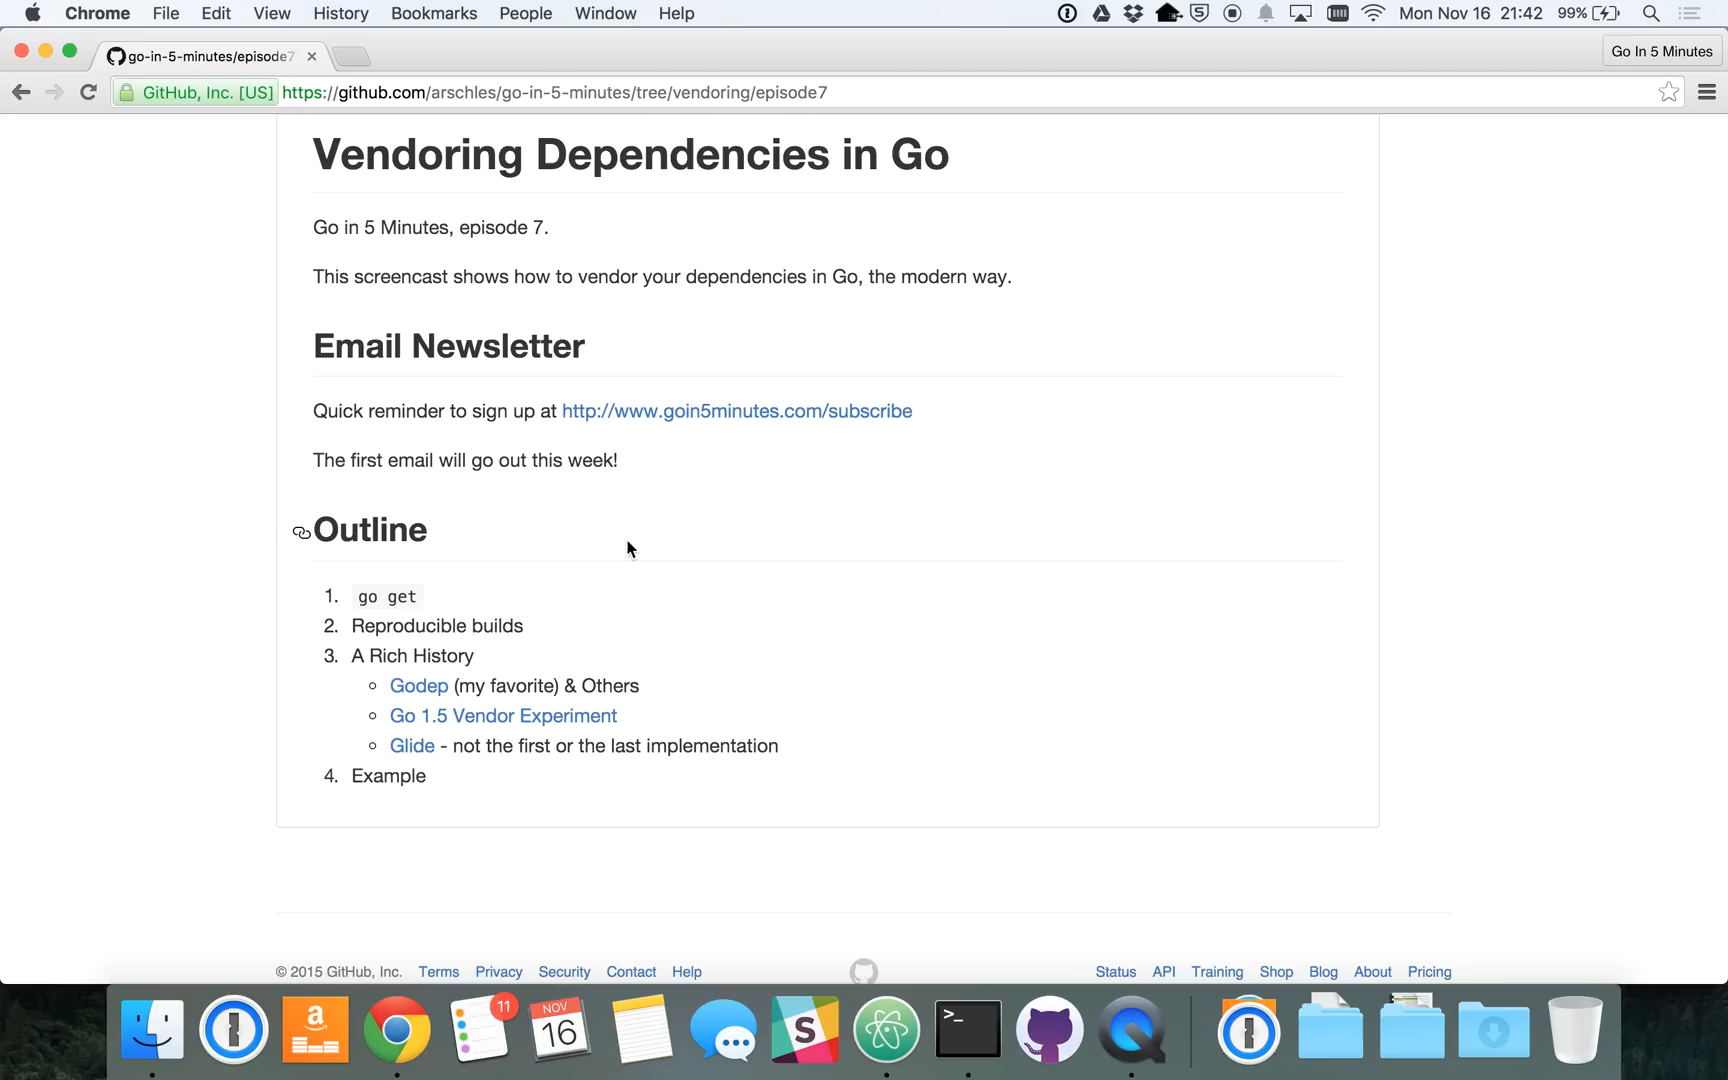 Chrome File Edit View History Bookmarks People Window Help Mon Nov 16 21:42 99%
go-in-5-minutes/episode7 Go In 5 Minutes
GitHub, Inc. [US] https://github.com/arschles/go-in-5-minutes/tree/vendoring/episode7
Vendoring Dependencies in Go
Go in 5 Minutes, episode 7.
This screencast shows how to vendor your dependencies in Go, the modern way.
Email Newsletter
Quick reminder to sign up at http://www.goin5minutes.com/subscribe
The first email will go out this week!
Outline
1. go get
2. Reproducible builds
3. A Rich History
Godep (my favorite) & Others
Go 1.5 Vendor Experiment
Glide - not the first or the last implementation
4. Example
© 2015 GitHub, Inc. Terms Privacy Security Contact Help Status API Training Shop Blog About Pricing
11
NOV
16